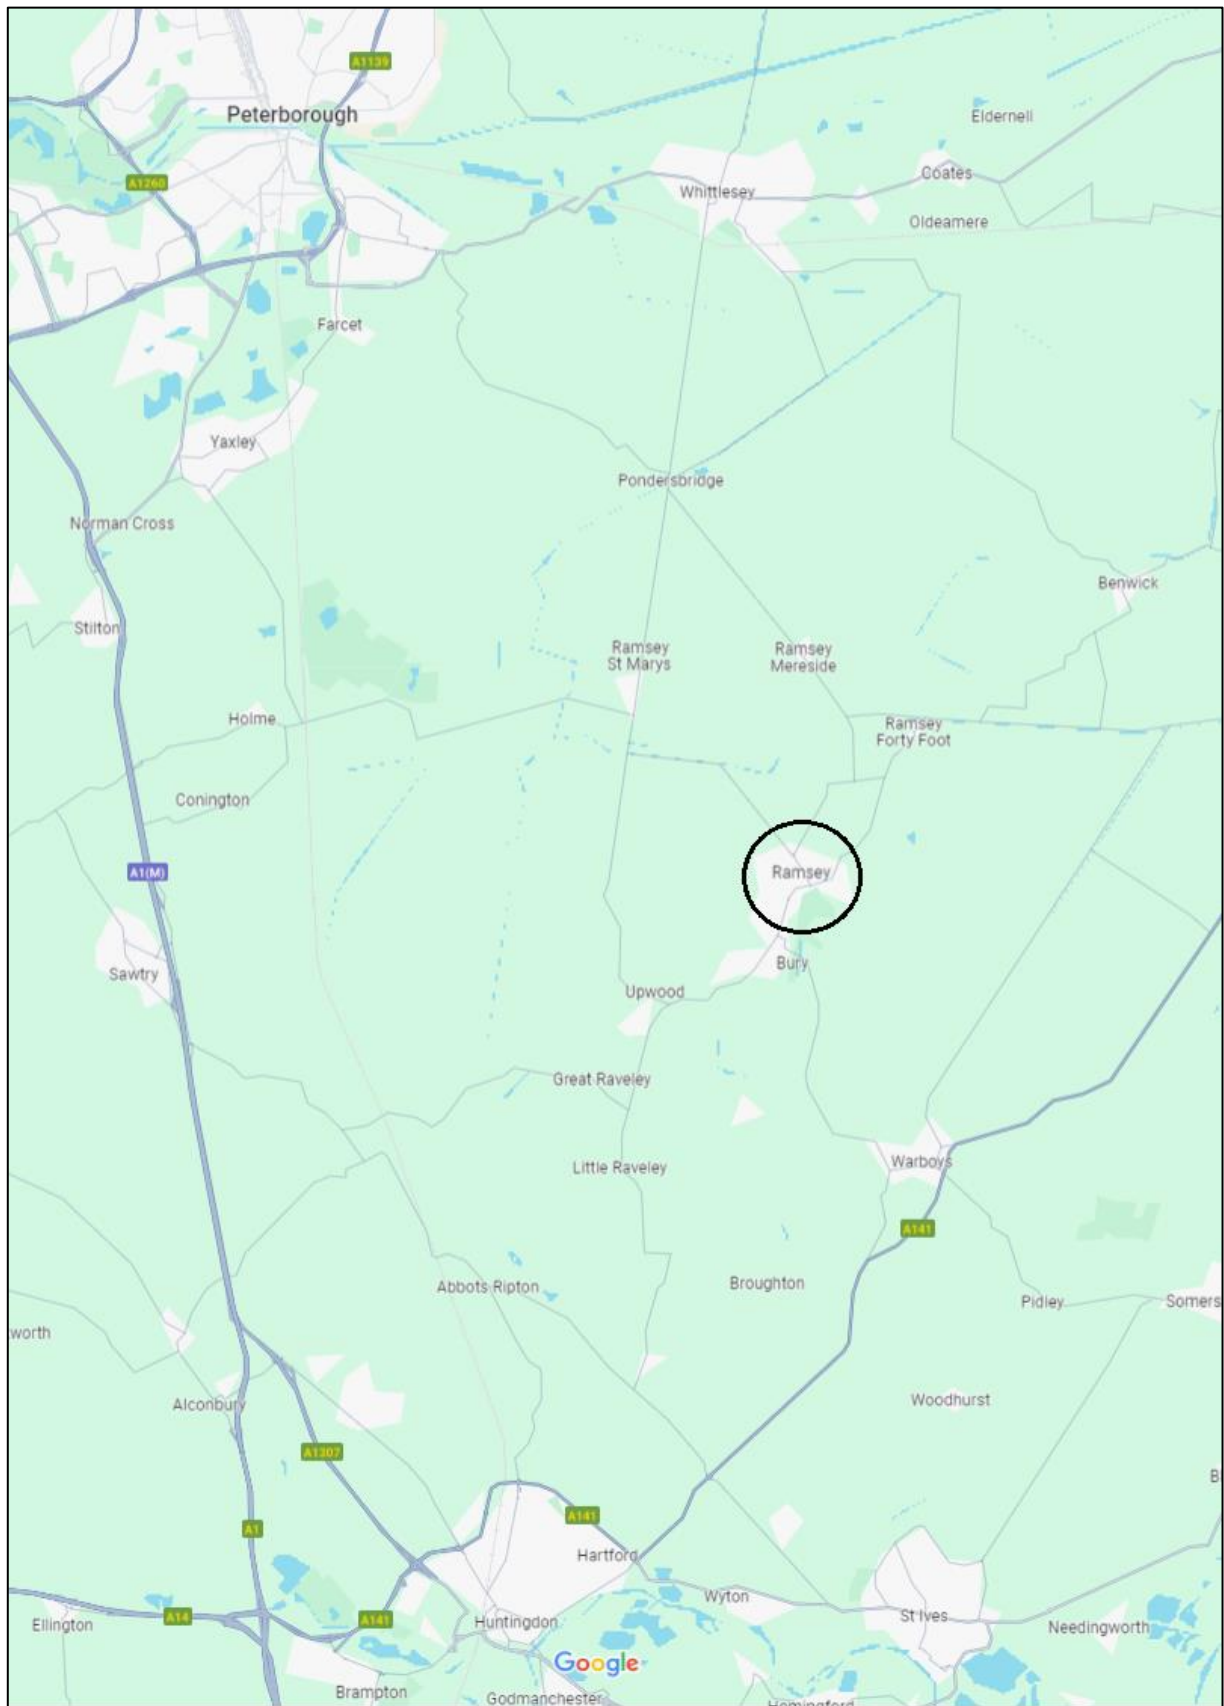 A1139
Peterborough
Eldernell
Coates
A1260
Whittlesey
Oldeamere
Farcet
Yaxley
Pondersbridge
Norman Cross
Benwick
Stilton
Ramsey
St Marys
Ramsey
Mereside
Holme
Ramsey
Forty Foot
Conington
A1(M)
Ramsey
Sawtry
Bury
Upwood
Great Raveley
Warboys
Little Raveley
A141
Abbots Ripton
Broughton
Pidley
Somers
worth
Alconbury
Woodhurst
A1307
B
A141
A1
Hartford
Wyton
A14
A141
Ellington
Huntingdon
St Ives
Needingworth
Google
Brampton
Godmanchester
Hemingford